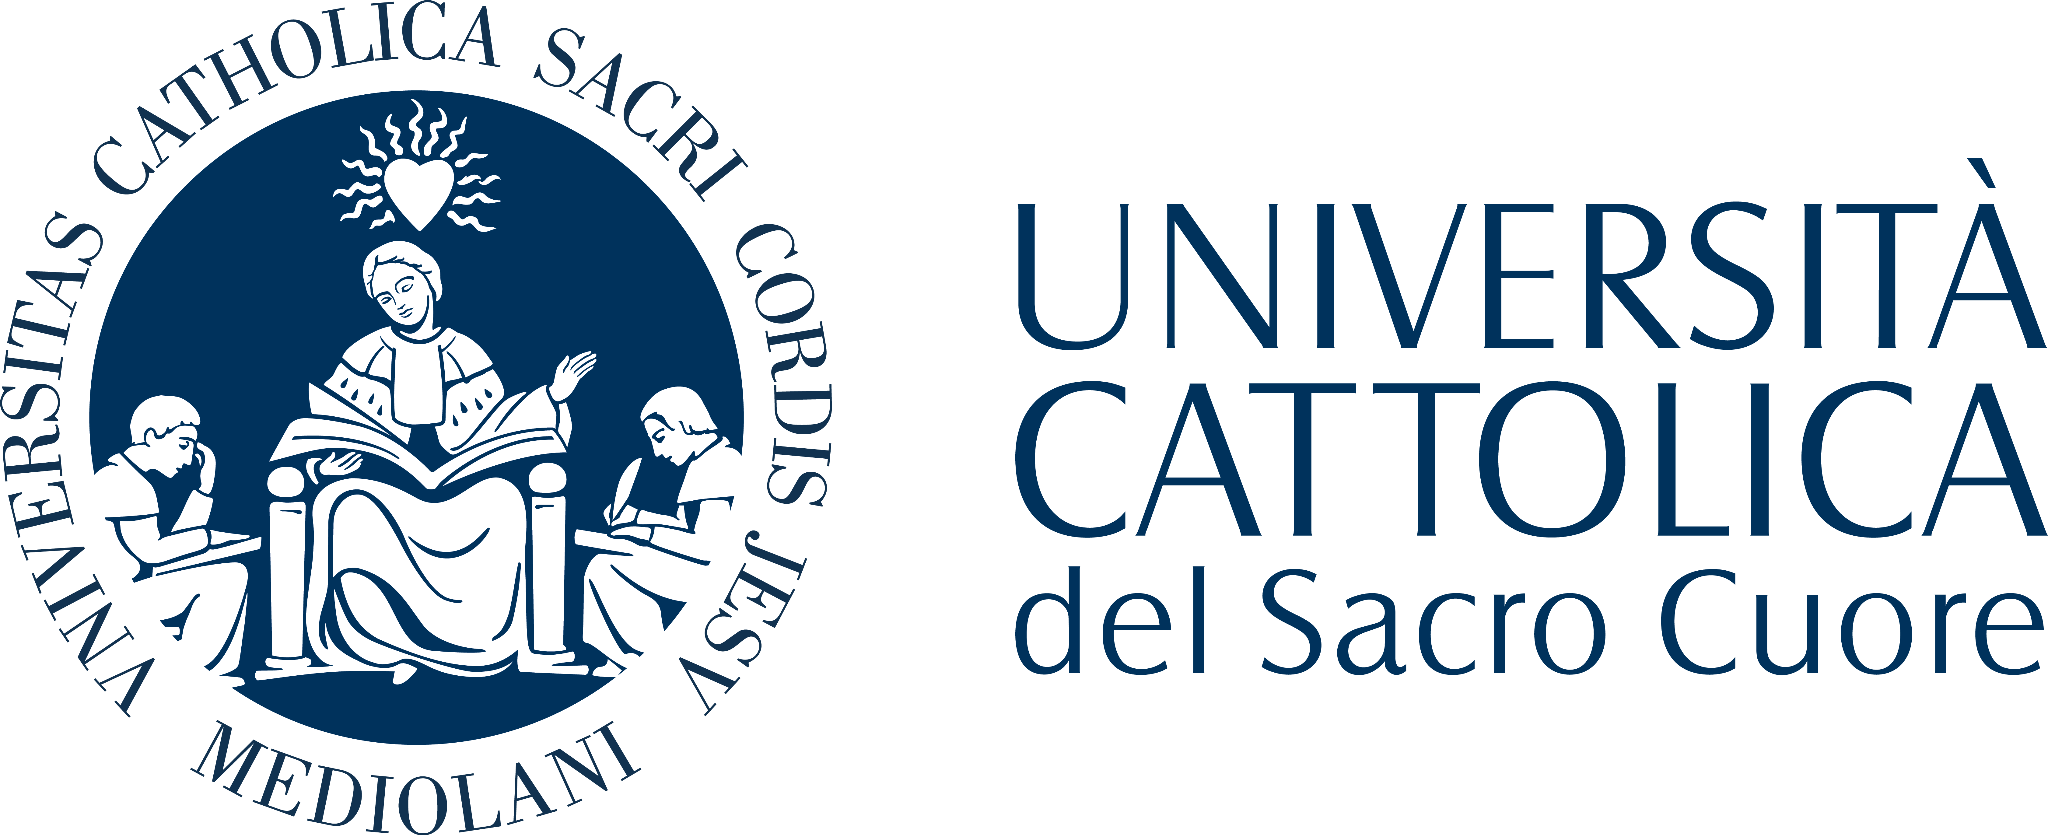 VNIVERSITAS CATHOLICA SACRI CORDIS JESV
MEDIOLANI
UNIVERSITÀ
CATTOLICA
del Sacro Cuore